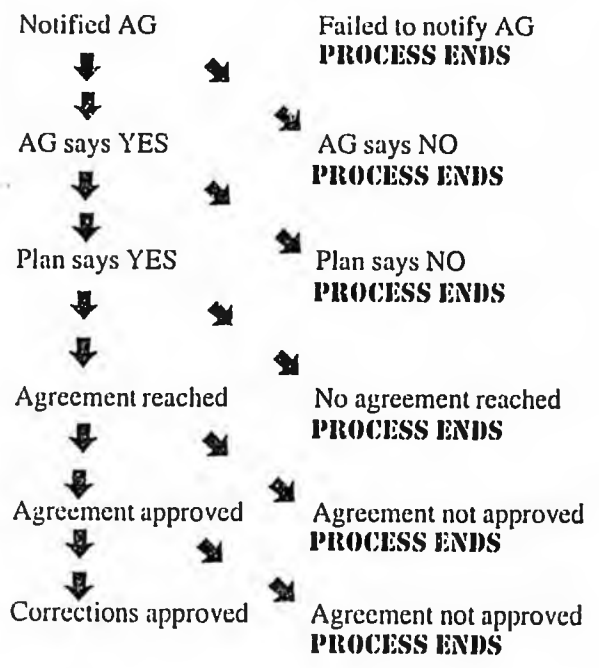 Notified AG
Failed to notify AG
PROCESS ENDS
AG says YES
AG says NO
PROCESS ENDS
Plan says YES
Plan says NO
PROCESS ENDS
Agreement reached
No agreement reached
PROCESS ENDS
Agreement approved
Agreement not approved
PROCESS ENDS
Corrections approved
Agreement not approved
PROCESS ENDS